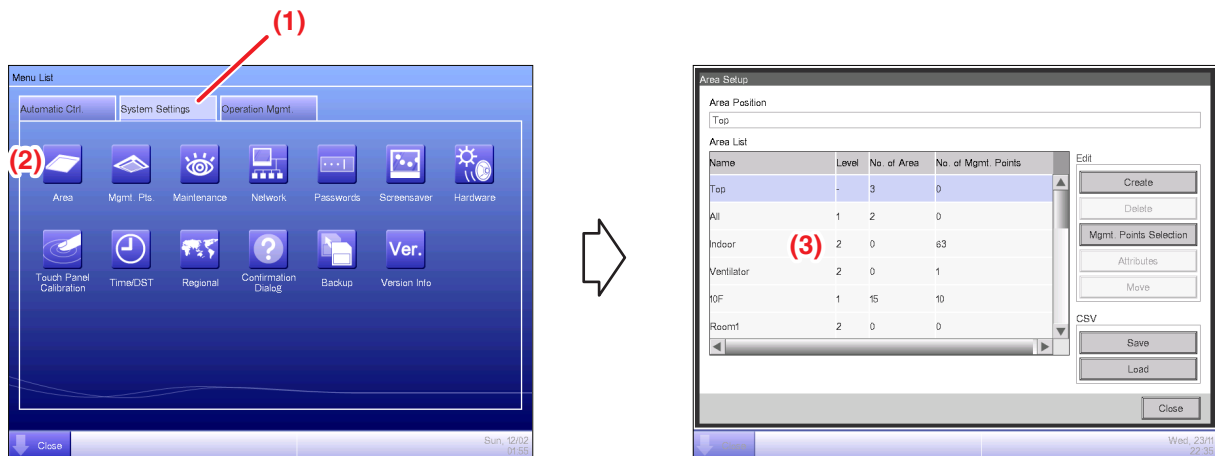 (1)
Menu List
Automatic Ctrl. System Settings Operation Mgmt.
(2)
Area Mgmt. Pts. Maintenance Network Passwords Screensaver Hardware
Ver.
Touch Panel Calibration Time/DST Regional Confirmation Dialog Backup Version Info
Close
Sun, 12/02
01:55
Area Setup
Area Position
Top
Area List
Name Level No. of Area No. of Mgmt. Points
Top - 3 0
All 1 2 0
Indoor 2 0 63
(3)
Ventilator 2 0 1
10F 1 15 10
Room1 2 0 0
Edit
Create
Delete
Mgmt. Points Selection
Attributes
Move
CSV
Save
Load
Close
Wed, 23/11
22:35